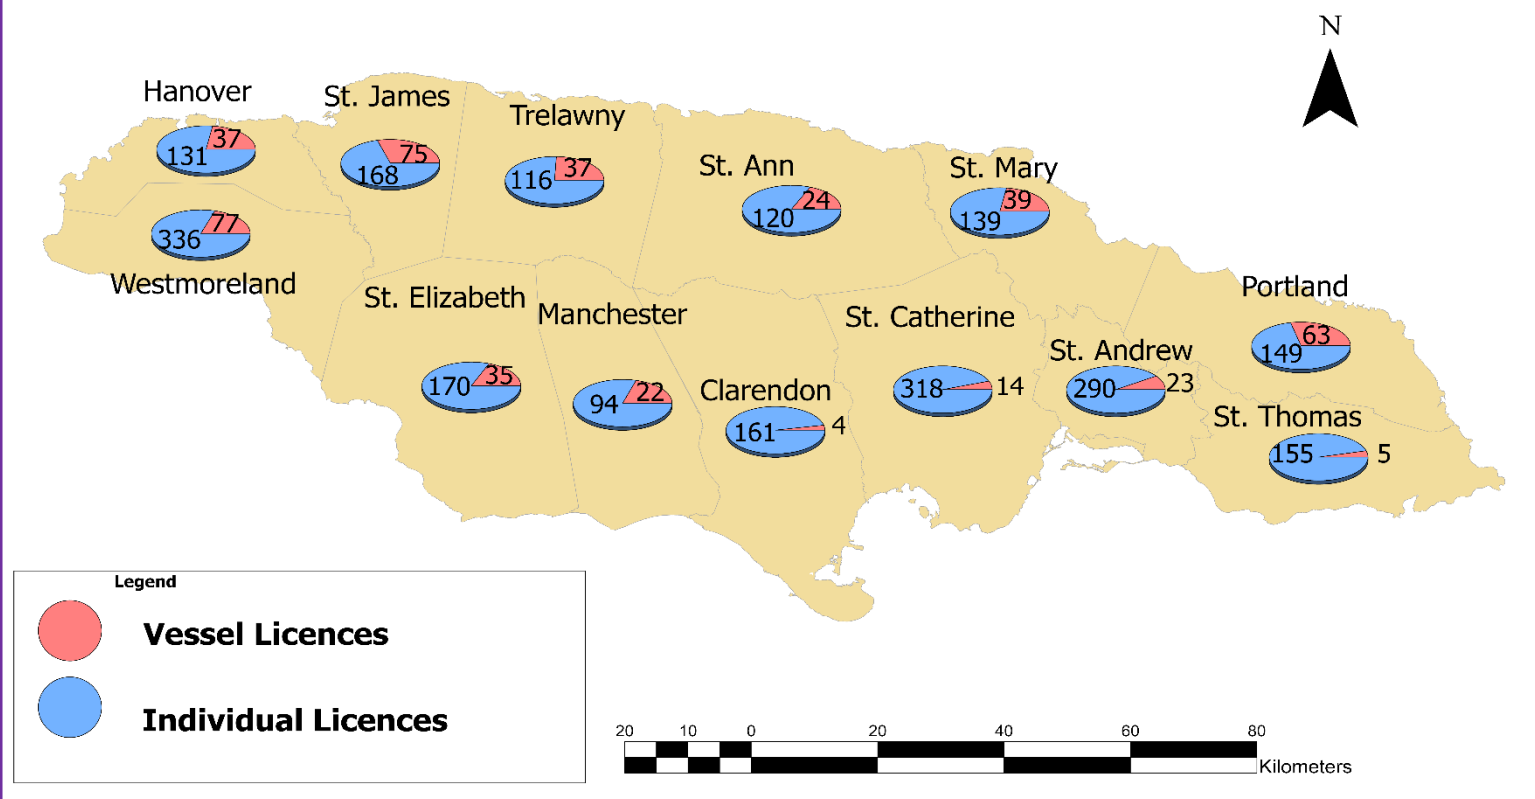 N
Hanover
37
131
St. James
75
168
Trelawny
37
116
St. Ann
24
120
St. Mary
39
139
77
336
Westmoreland
St. Elizabeth
35
170
Manchester
22
94
Clarendon
161
4
St. Catherine
318
14
St. Andrew
290
23
Portland
63
149
St. Thomas
155
5
Legend
Vessel Licences
Individual Licences
20 10 0 20 40 60 80
Kilometers